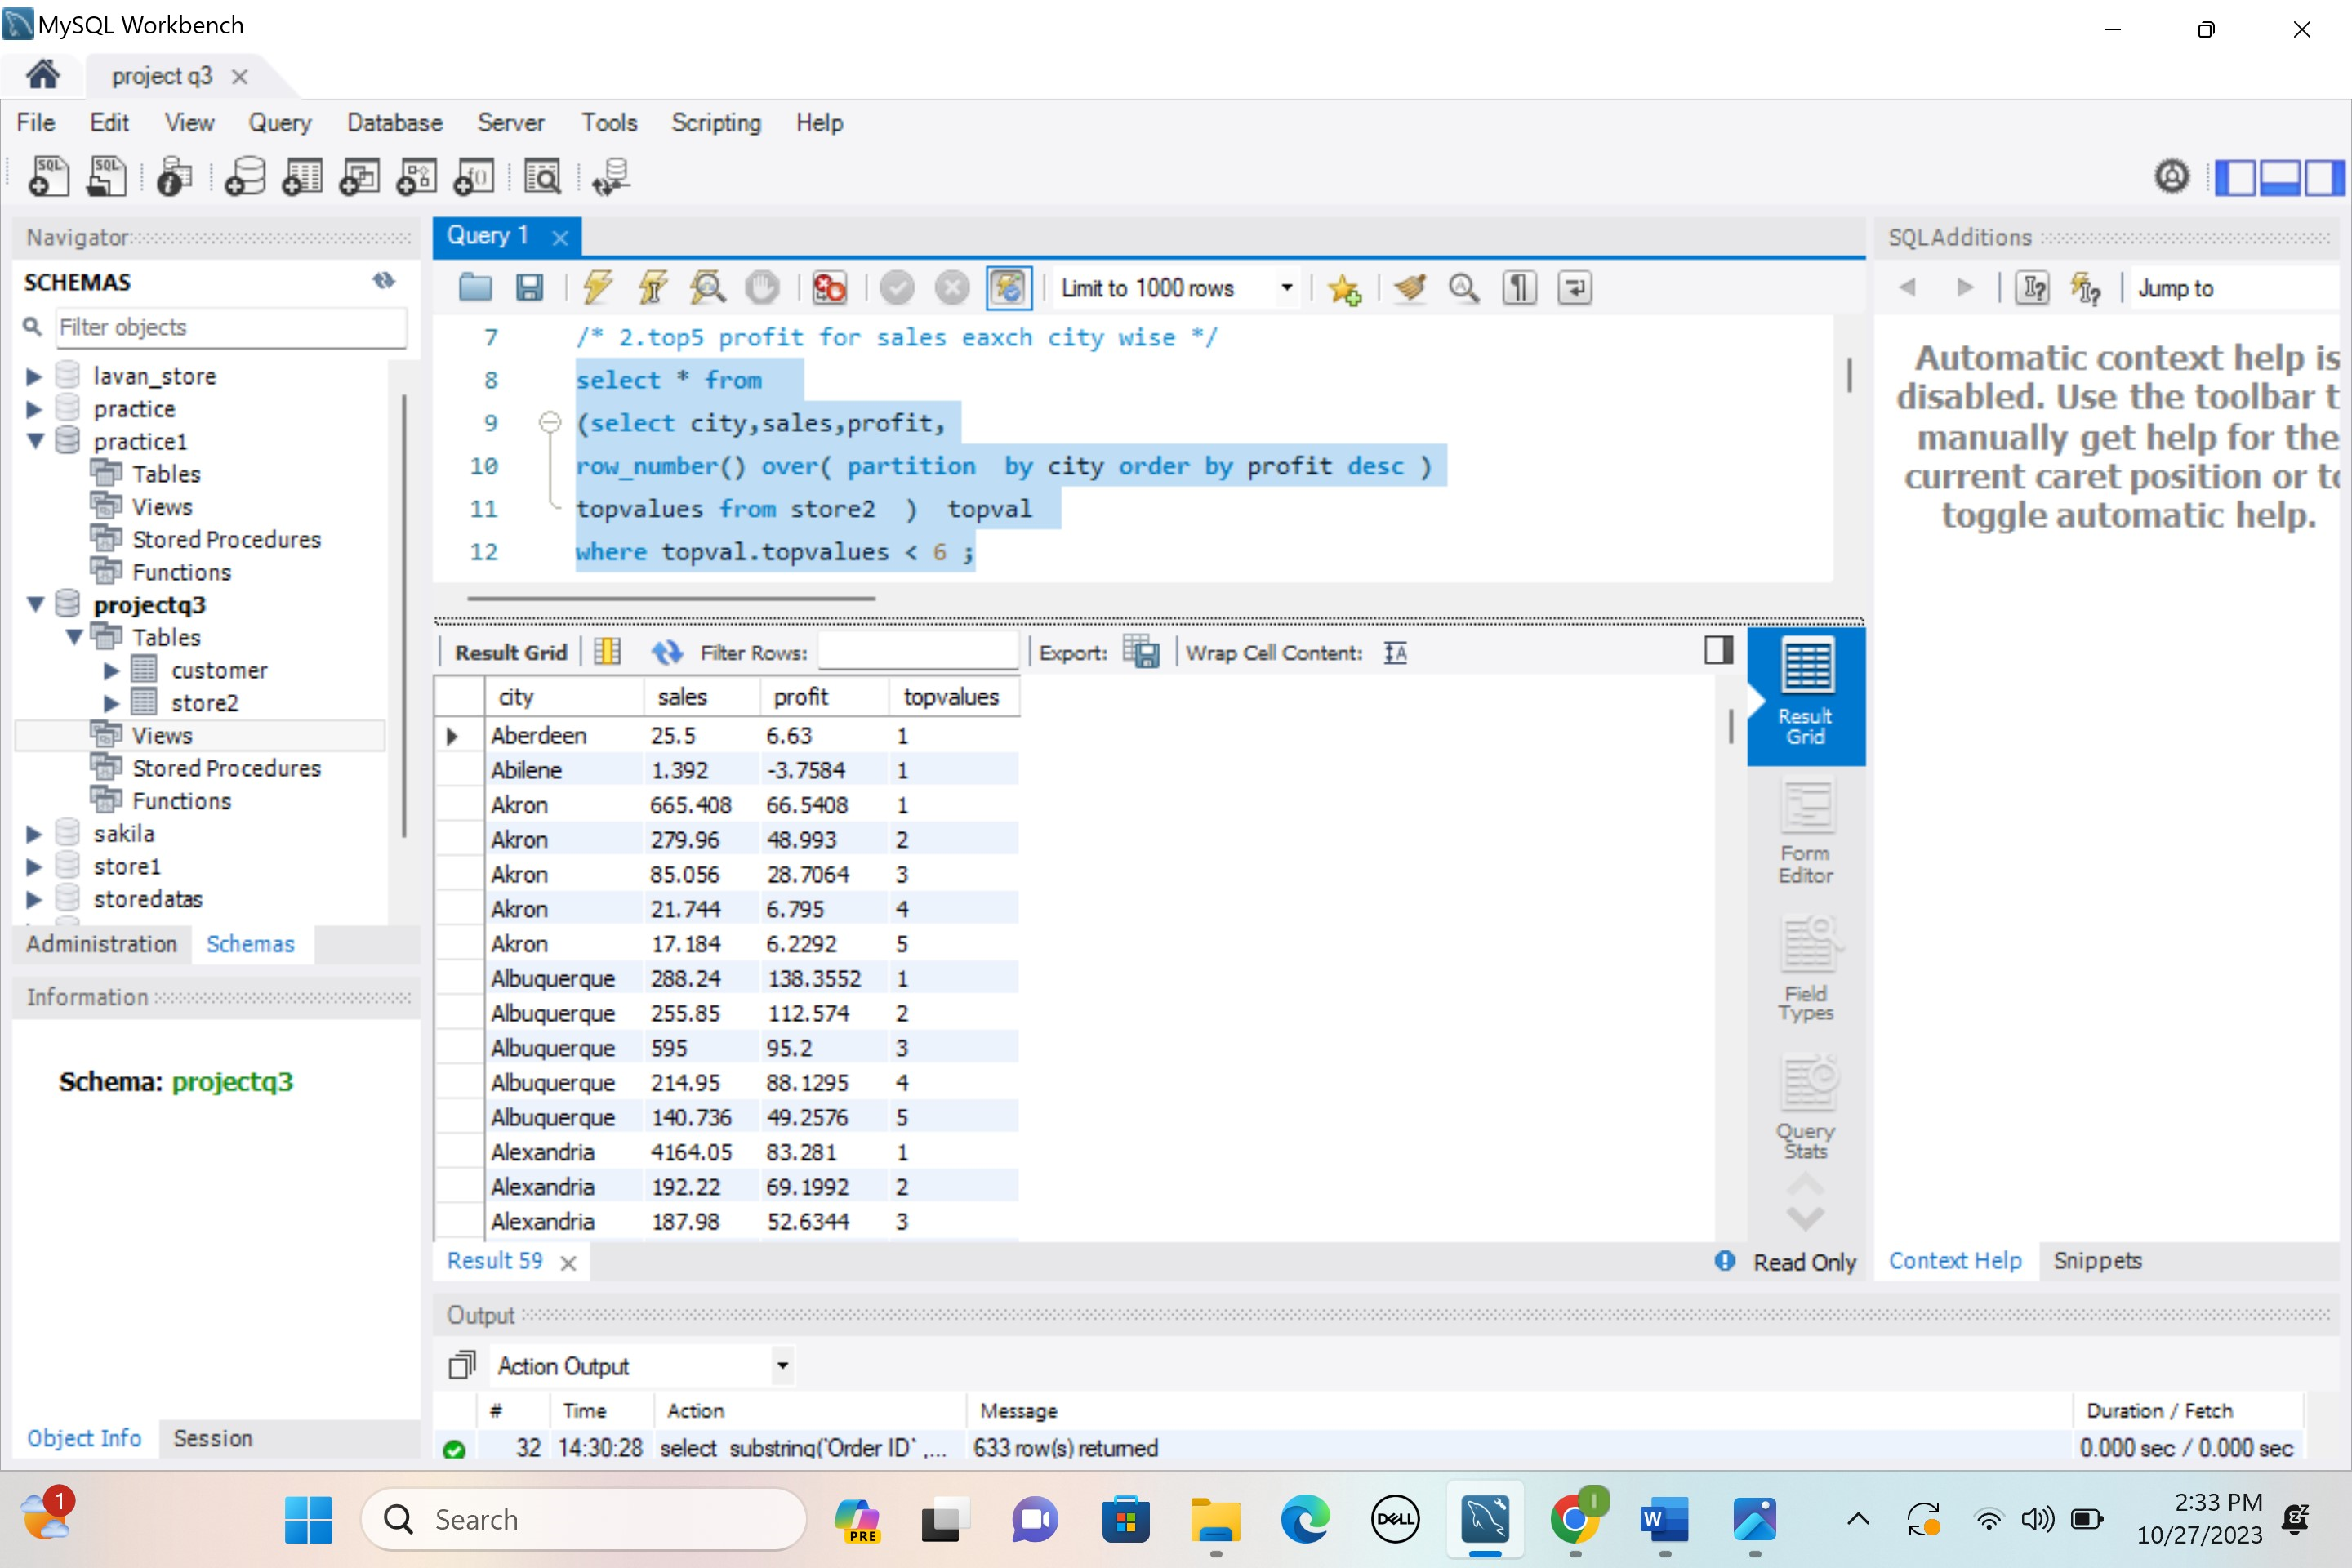 MySQL Workbench
project q3
File Edit View Query Database Server Tools Scripting Help
Navigator
SCHEMAS
Filter objects
lavan_store
practice
practice1
Tables
Views
Stored Procedures
Functions
projectq3
Tables
customer
store2
Views
Stored Procedures
Functions
sakila
store1
storedatas
Administration Schemas
Information
Schema: projectq3
Object Info Session
Query 1
Limit to 1000 rows
7 /* 2.top5 profit for sales eaxch city wise */
8 select * from
9 (select city,sales,profit,
10 row_number() over( partition  by city order by profit desc )
11 topvalues from store2  )  topval
12 where topval.topvalues < 6 ;
Result Grid Filter Rows: Export: Wrap Cell Content:
city sales profit topvalues
Aberdeen 25.5 6.63 1
Abilene 1.392 -3.7584 1
Akron 665.408 66.5408 1
Akron 279.96 48.993 2
Akron 85.056 28.7064 3
Akron 21.744 6.795 4
Akron 17.184 6.2292 5
Albuquerque 288.24 138.3552 1
Albuquerque 255.85 112.574 2
Albuquerque 595 95.2 3
Albuquerque 214.95 88.1295 4
Albuquerque 140.736 49.2576 5
Alexandria 4164.05 83.281 1
Alexandria 192.22 69.1992 2
Alexandria 187.98 52.6344 3
Result
Grid
Form
Editor
Field
Types
Query
Stats
Result 59
Read Only
SQLAdditions
Jump to
Automatic context help is
disabled. Use the toolbar t
manually get help for the
current caret position or to
toggle automatic help.
Context Help Snippets
Output
Action Output
# Time Action Message Duration / Fetch
32 14:30:28 select substring(`Order ID` ,... 633 row(s) returned 0.000 sec / 0.000 sec
1
Search
PRE
DELL
W
I
2:33 PM
10/27/2023